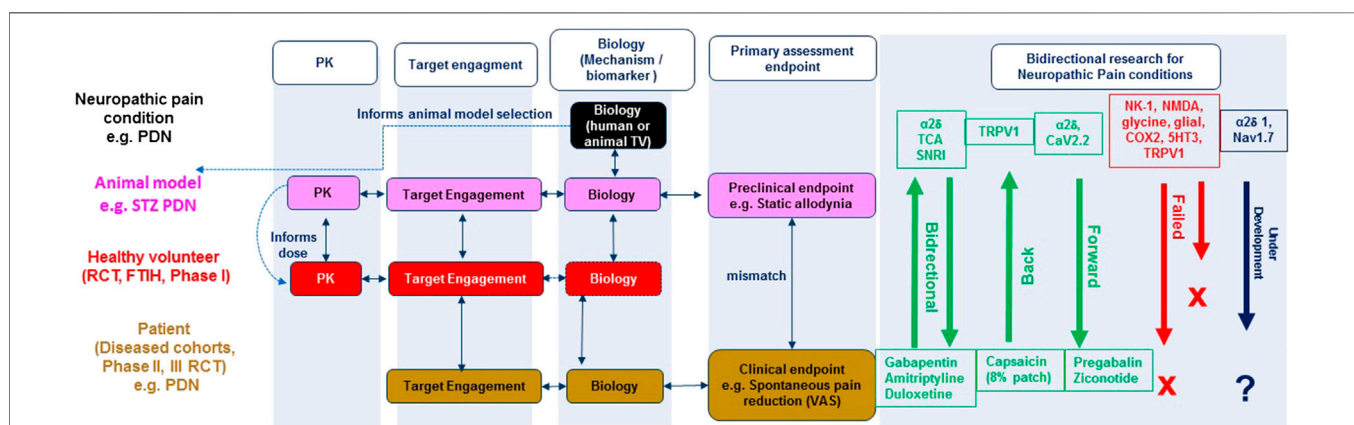 PK
Target engagment
Biology
(Mechanism /
biomarker )
Primary assessment
endpoint
Bidirectional research for
Neuropathic Pain conditions
Neuropathic pain
condition
e.g. PDN
Informs animal model selection
Biology
(human or
animal TV)
α2δ
TCA
SNRI
TRPV1
α2δ,
CaV2.2
NK-1, NMDA,
glycine, glial,
COX2, 5HT3,
TRPV1
α2δ 1,
Nav1.7
Animal model
e.g. STZ PDN
PK
Target Engagement
Biology
Preclinical endpoint
e.g. Static allodynia
Informs
dose
Healthy volunteer
(RCT, FTIH, Phase I)
PK
Target Engagement
Biology
mismatch
Bidrectional
Back
Forward
Failed
X
Under
Development
Patient
(Diseased cohorts,
Phase II, III RCT)
e.g. PDN
Target Engagement
Biology
Clinical endpoint
e.g. Spontaneous pain
reduction (VAS)
Gabapentin
Amitriptyline
Duloxetine
Capsaicin
(8% patch)
Pregabalin
Ziconotide
X
?